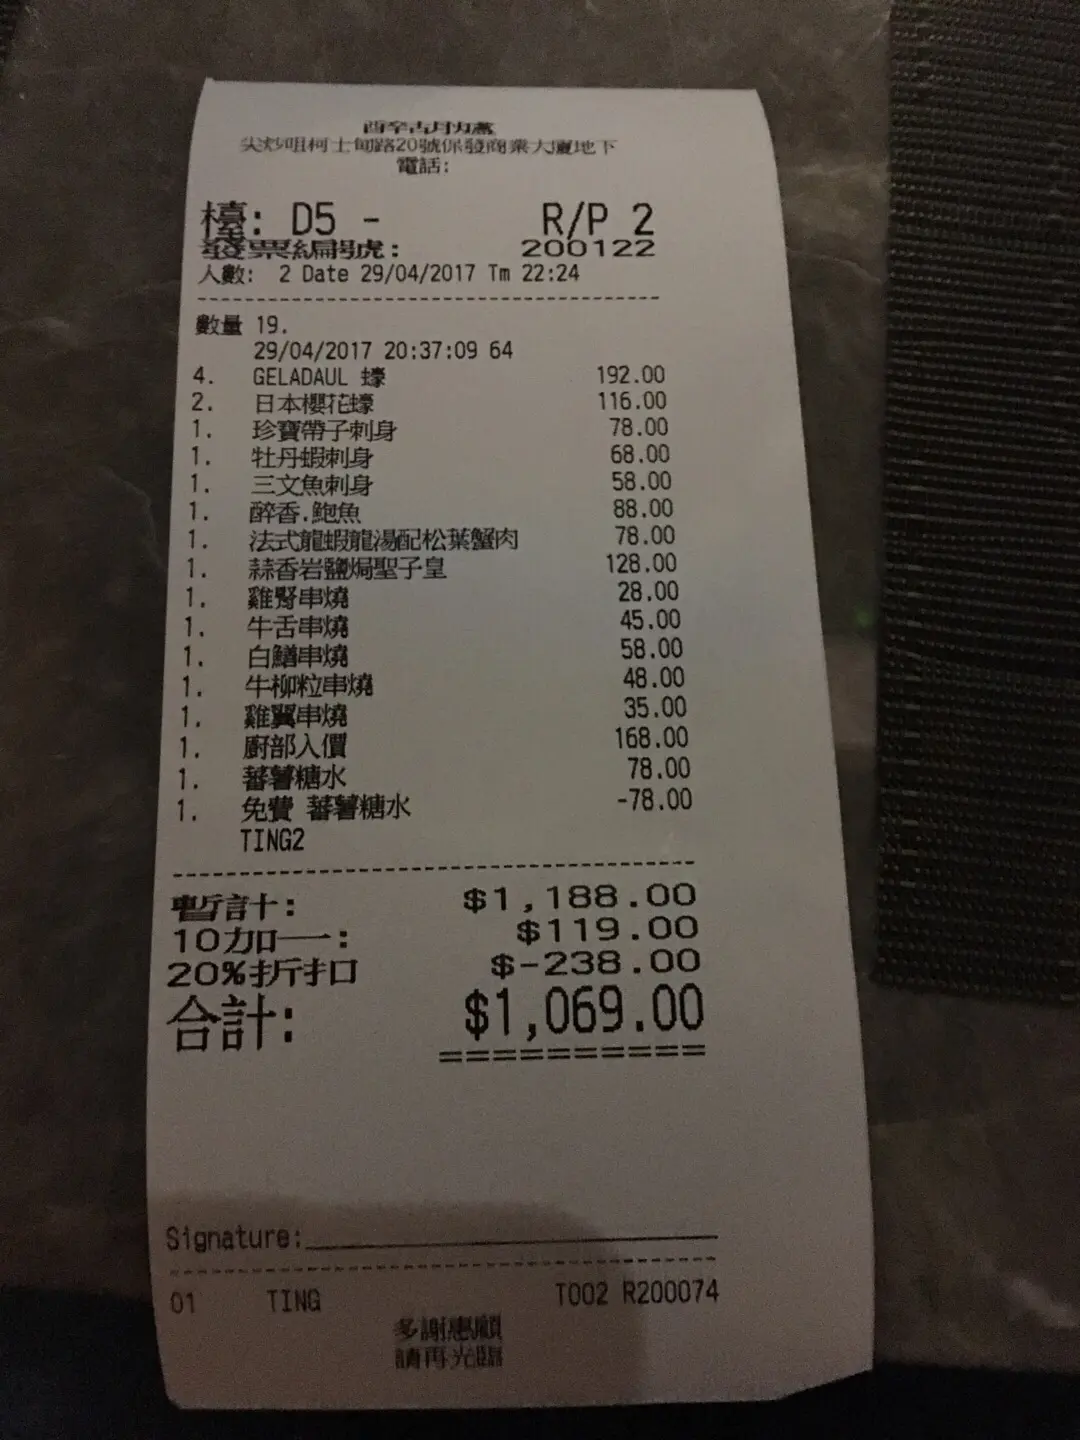 尖沙咀柯士甸路20號保發商業大廈地下
電話:
檯: D5 - R/P 2
發票編號: 200122
人數: 2 Date 29/04/2017 Tm 22:24
數量 19.
29/04/2017 20:37:09 64
4. GELADAUL 蠔 192.00
2. 日本櫻花蠔 116.00
1. 珍寶帶子刺身 78.00
1. 牡丹蝦刺身 68.00
1. 三文魚刺身 58.00
1. 醉香.鮑魚 88.00
1. 法式龍蝦龍湯配松葉蟹肉 78.00
1. 蒜香岩鹽焗聖子皇 128.00
1. 雞腎串燒 28.00
1. 牛舌串燒 45.00
1. 白鱔串燒 58.00
1. 牛柳粒串燒 48.00
1. 雞翼串燒 35.00
1. 廚部入價 168.00
1. 蕃薯糖水 78.00
1. 免費 蕃薯糖水 -78.00
TING2
暫計: $1,188.00
10加一: $119.00
20%折扣 $-238.00
合計: $1,069.00
==========
Signature:
01 TING T002 R200074
多謝惠顧
請再光臨